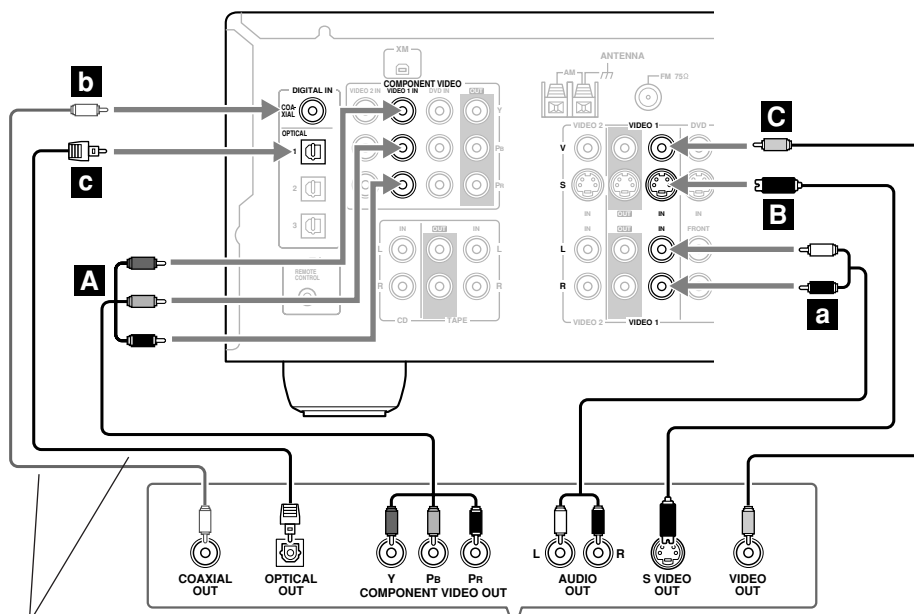 XM
ANTENNA
AM
FM 75Ω
b
DIGITAL IN
COMPONENT VIDEO
VIDEO 2 IN
VIDEO 1 IN
DVD IN
OUT
COA-
XIAL
Y
OPTICAL
1
PB
c
2
PR
3
VIDEO 2
VIDEO 1
DVD
C
V
S
B
IN
OUT
IN
IN
IN
OUT
IN
IN
OUT
IN
FRONT
L
L
L
A
REMOTE
CONTROL
R
R
R
a
CD
TAPE
VIDEO 2
VIDEO 1
L
R
COAXIAL
OUT
OPTICAL
OUT
Y
PB
PR
COMPONENT VIDEO OUT
AUDIO
OUT
S VIDEO
OUT
VIDEO
OUT